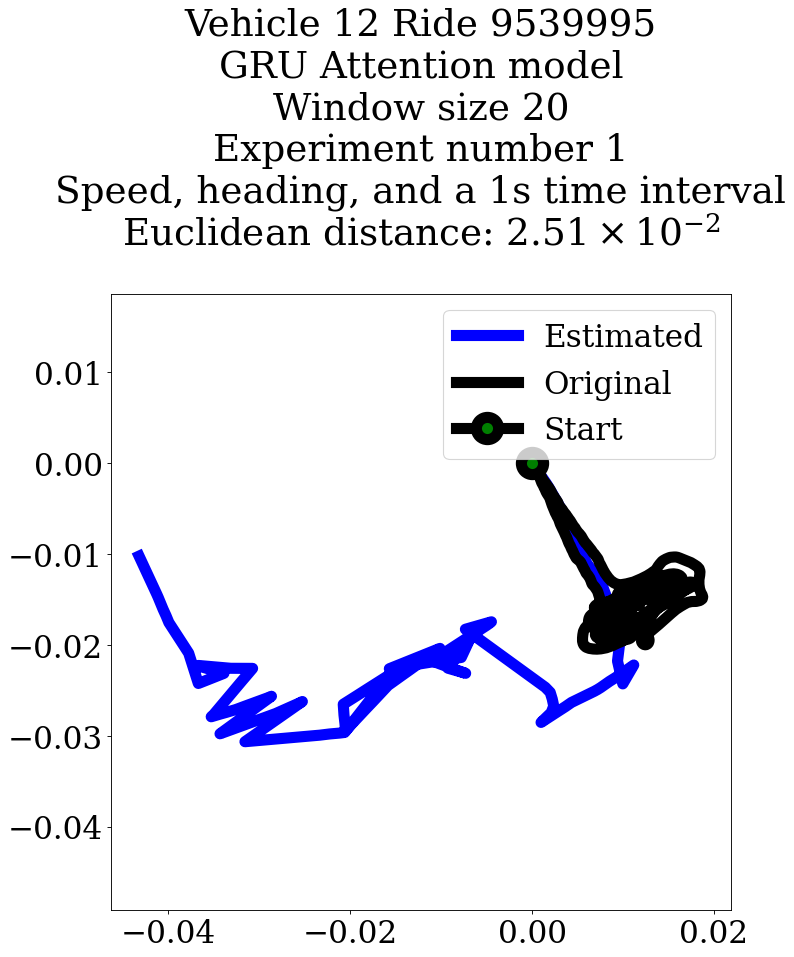 Vehicle 12 Ride 9539995
GRU Attention model
Window size 20
Experiment number 1
Speed, heading, and a 1s time interval
Euclidean distance: 2.51 × 10⁻²
Estimated
Original
Start
0.01
0.00
−0.01
−0.02
−0.03
−0.04
−0.04 −0.02 0.00 0.02